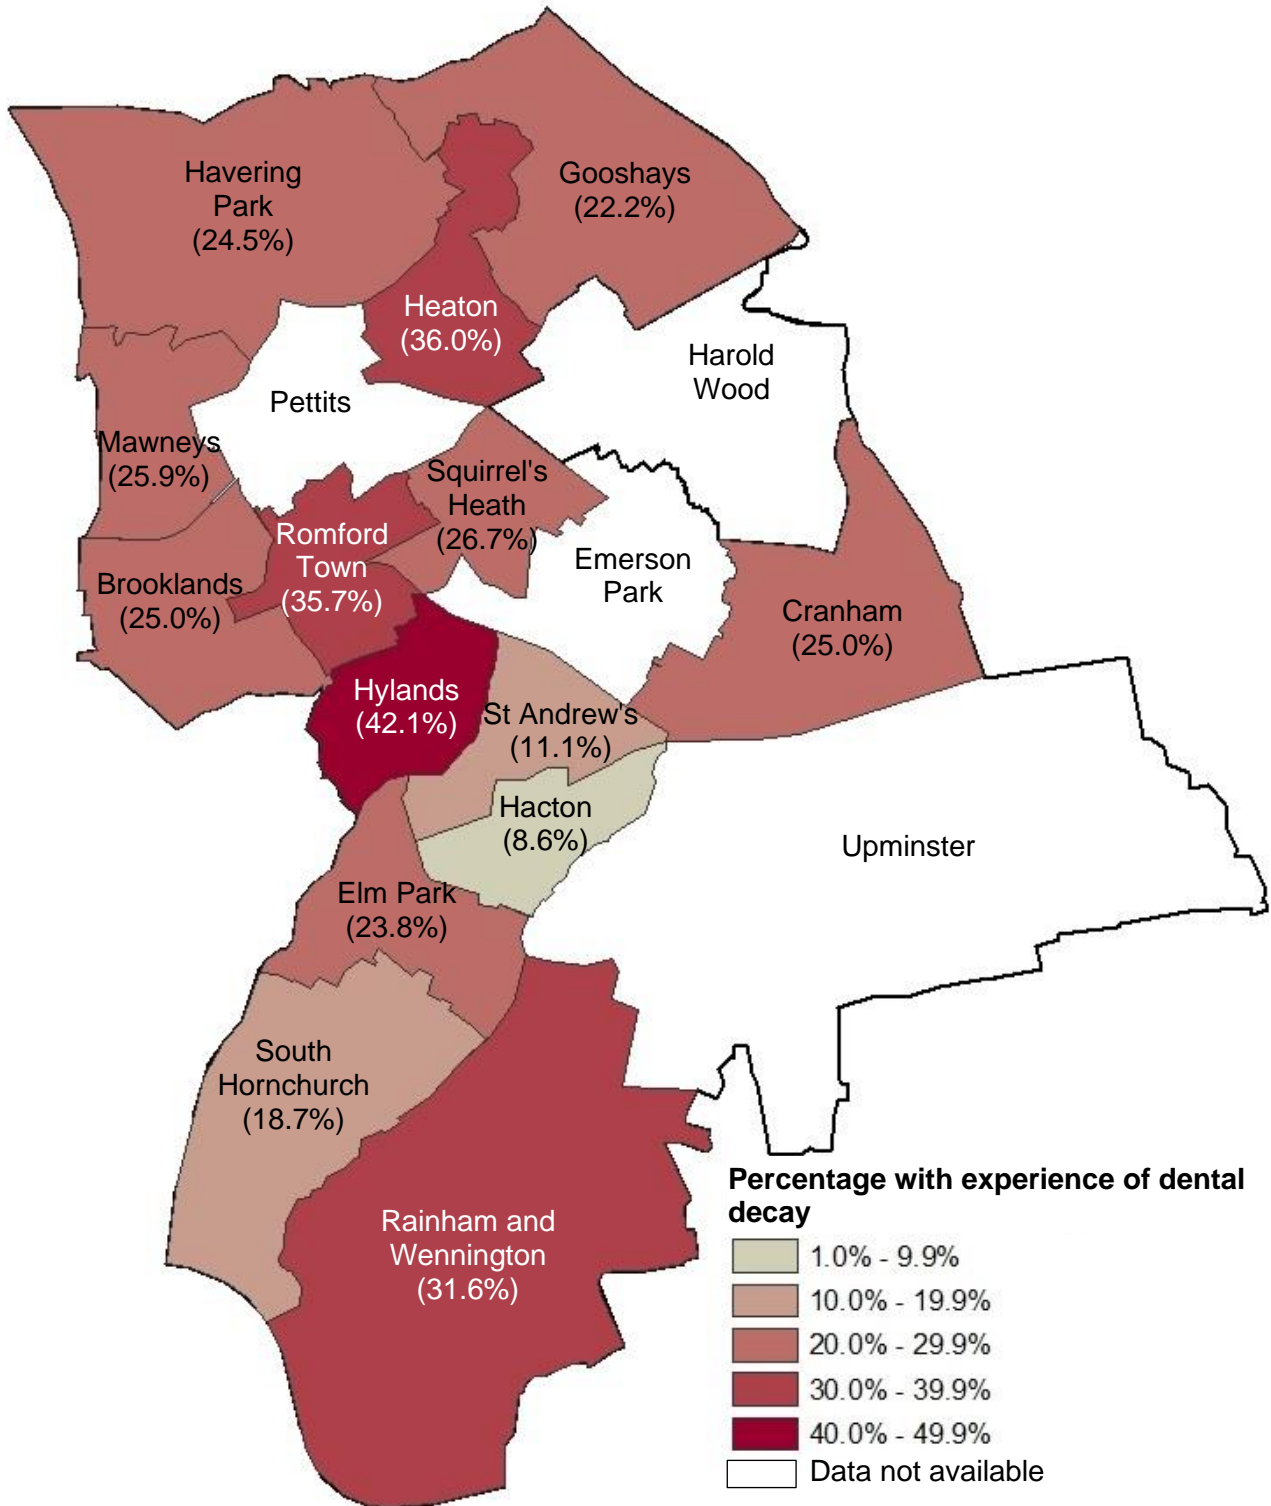 Havering
Park
(24.5%)
Gooshays
(22.2%)
Heaton
(36.0%)
Harold
Wood
Pettits
Mawneys
(25.9%)
Squirrel's
Heath
(26.7%)
Romford
Town
(35.7%)
Emerson
Park
Brooklands
(25.0%)
Cranham
(25.0%)
Hylands
(42.1%)
St Andrew's
(11.1%)
Hacton
(8.6%)
Upminster
Elm Park
(23.8%)
South
Hornchurch
(18.7%)
Rainham and
Wennington
(31.6%)
Percentage with experience of dental
decay
1.0% - 9.9%
10.0% - 19.9%
20.0% - 29.9%
30.0% - 39.9%
40.0% - 49.9%
Data not available